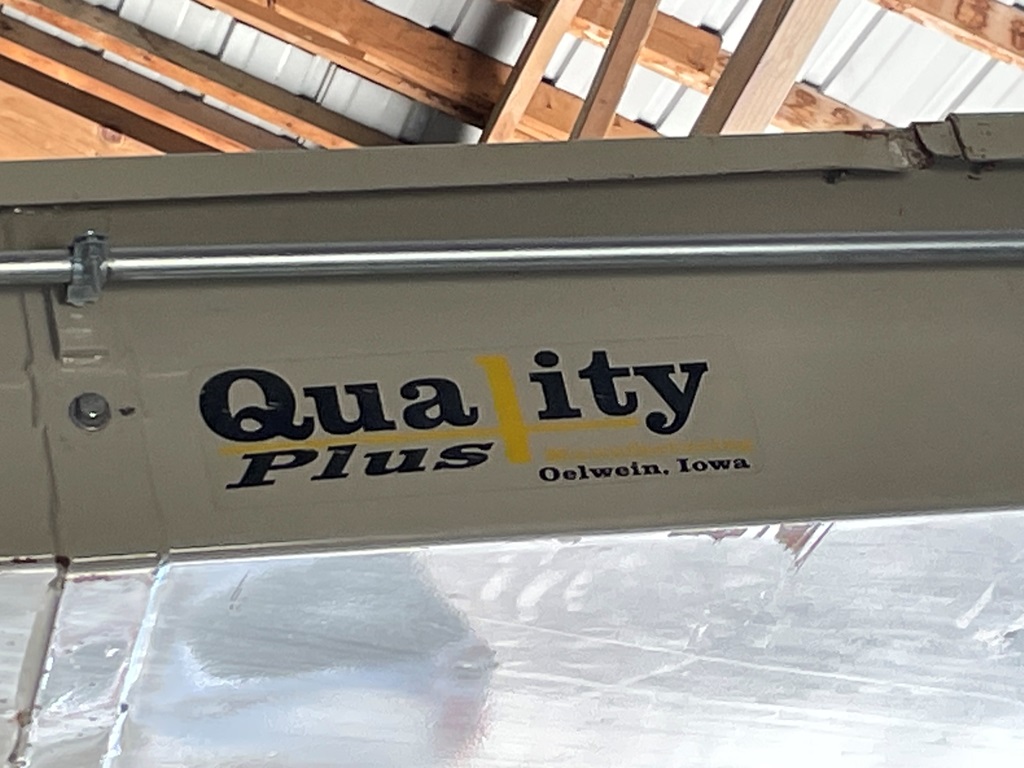 Quality
Plus
Oelwein, Iowa